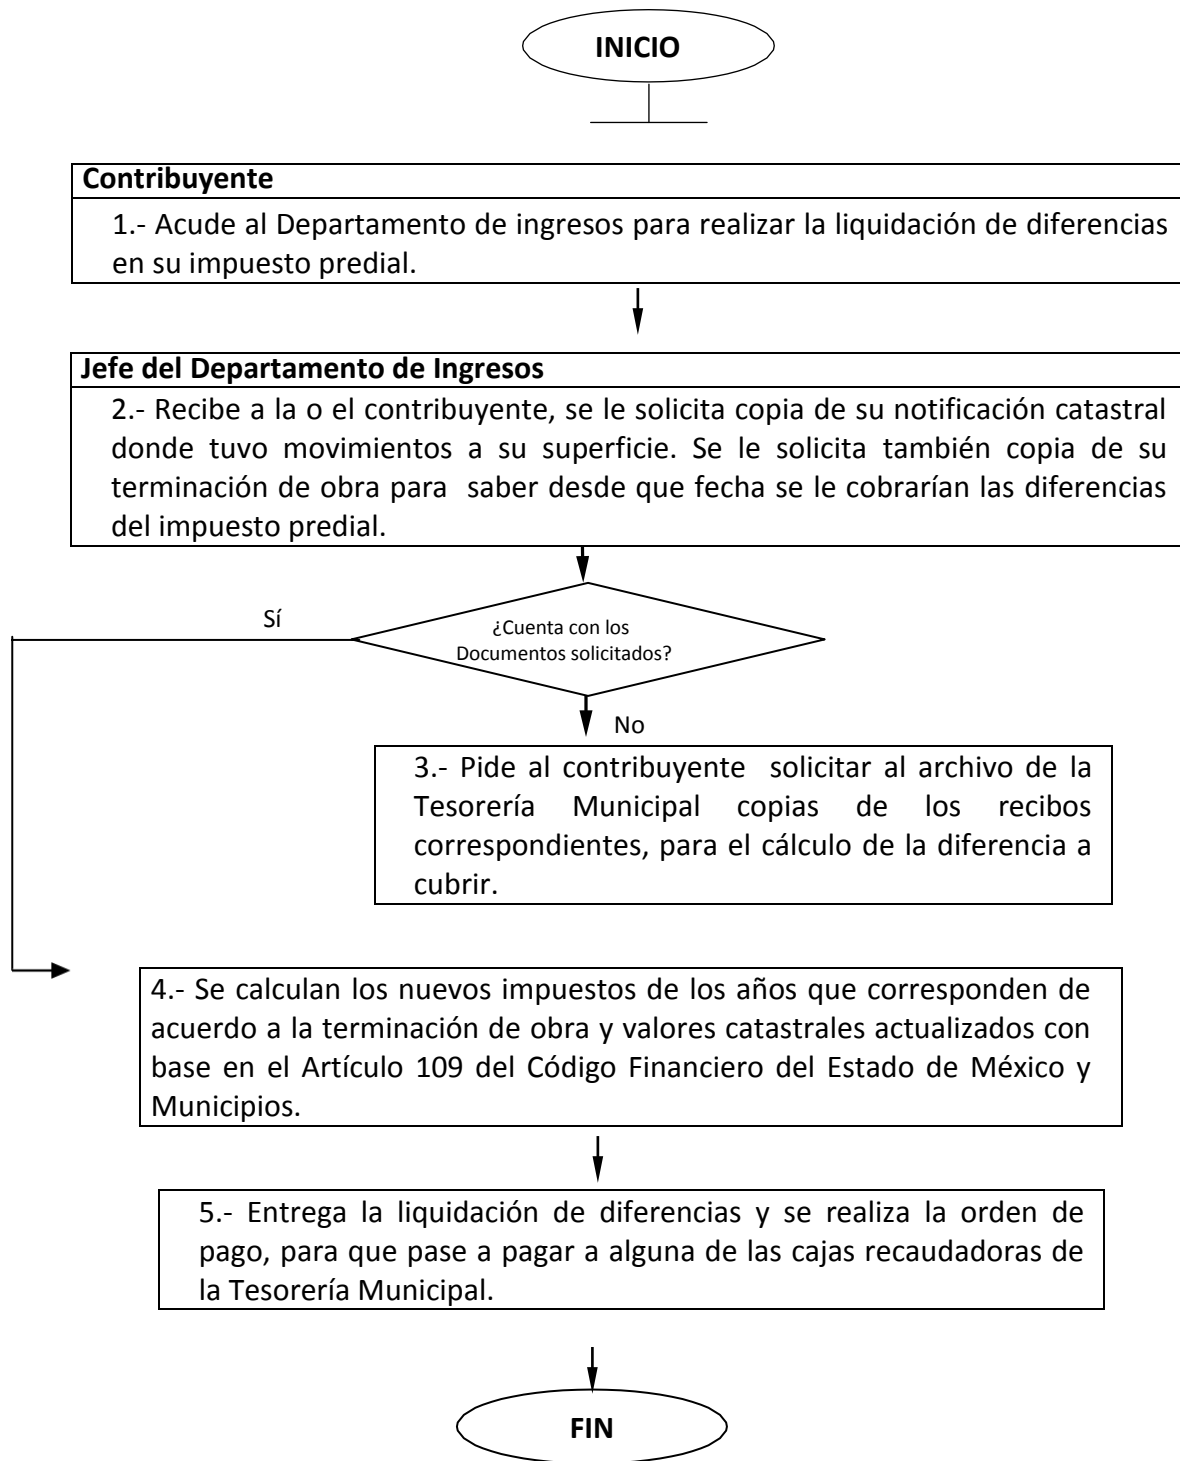 INICIO
Contribuyente
1.- Acude al Departamento de ingresos para realizar la liquidación de diferencias
en su impuesto predial.
Jefe del Departamento de Ingresos
2.- Recibe a la o el contribuyente, se le solicita copia de su notificación catastral
donde tuvo movimientos a su superficie. Se le solicita también copia de su
terminación de obra para saber desde que fecha se le cobrarían las diferencias
del impuesto predial.
Sí
¿Cuenta con los
Documentos solicitados?
No
3.- Pide al contribuyente solicitar al archivo de la
Tesorería Municipal copias de los recibos
correspondientes, para el cálculo de la diferencia a
cubrir.
4.- Se calculan los nuevos impuestos de los años que corresponden de
acuerdo a la terminación de obra y valores catastrales actualizados con
base en el Artículo 109 del Código Financiero del Estado de México y
Municipios.
5.- Entrega la liquidación de diferencias y se realiza la orden de
pago, para que pase a pagar a alguna de las cajas recaudadoras de
la Tesorería Municipal.
FIN